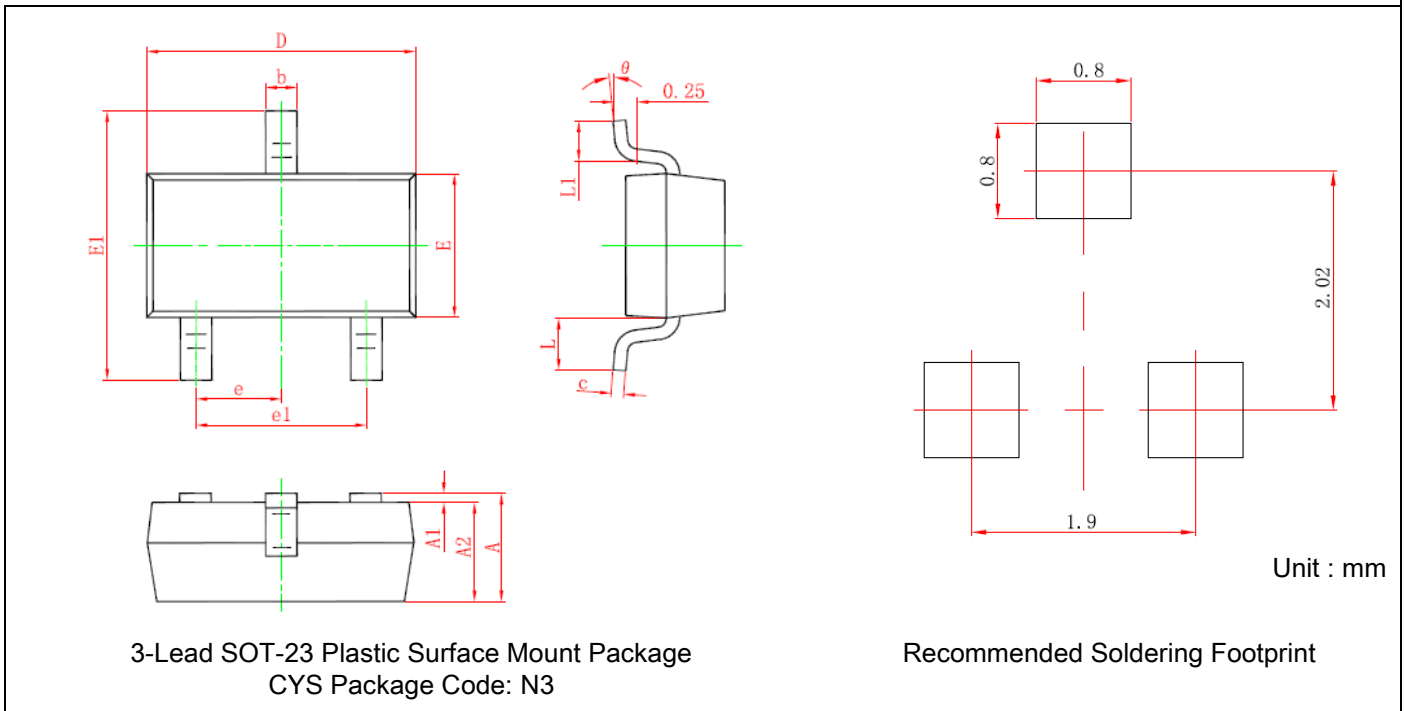 D
b
E1
E
e
e1
θ
0.25
L1
L
c
A1
A2
A
0.8
0.8
2.02
1.9
Unit : mm
3-Lead SOT-23 Plastic Surface Mount Package
CYS Package Code: N3
Recommended Soldering Footprint